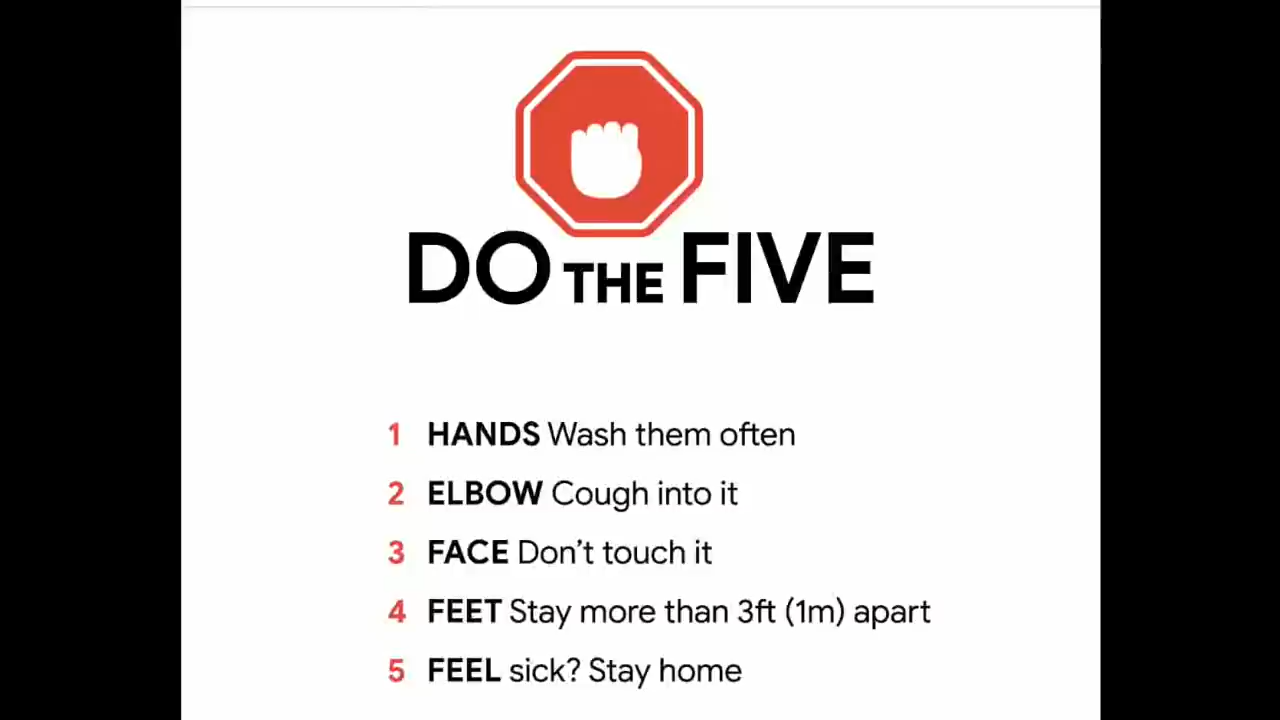 DO THE FIVE
1 HANDS Wash them often
2 ELBOW Cough into it
3 FACE Don’t touch it
4 FEET Stay more than 3ft (1m) apart
5 FEEL sick? Stay home